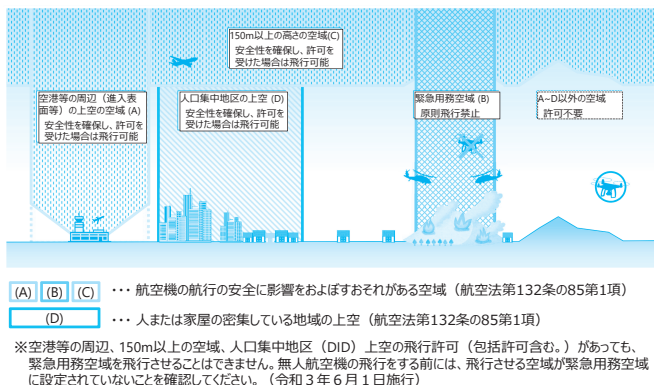 150m以上の高さの空域(C)
安全性を確保し、許可を
受けた場合は飛行可能
空港等の周辺（進入表
面等）の上空の空域 (A)
安全性を確保し、許可を
受けた場合は飛行可能
人口集中地区の上空 (D)
安全性を確保し、許可を
受けた場合は飛行可能
緊急用務空域 (B)
原則飛行禁止
A~D以外の空域
許可不要
(A) (B) (C) ･･･ 航空機の航行の安全に影響をおよぼすおそれがある空域（航空法第132条の85第1項）
(D) ･･･ 人または家屋の密集している地域の上空（航空法第132条の85第1項）
※空港等の周辺、150m以上の空域、人口集中地区（DID）上空の飛行許可（包括許可含む。）があっても、
緊急用務空域を飛行させることはできません。無人航空機の飛行をする前には、飛行させる空域が緊急用務空域
に設定されていないことを確認してください。（令和３年６月１日施行）